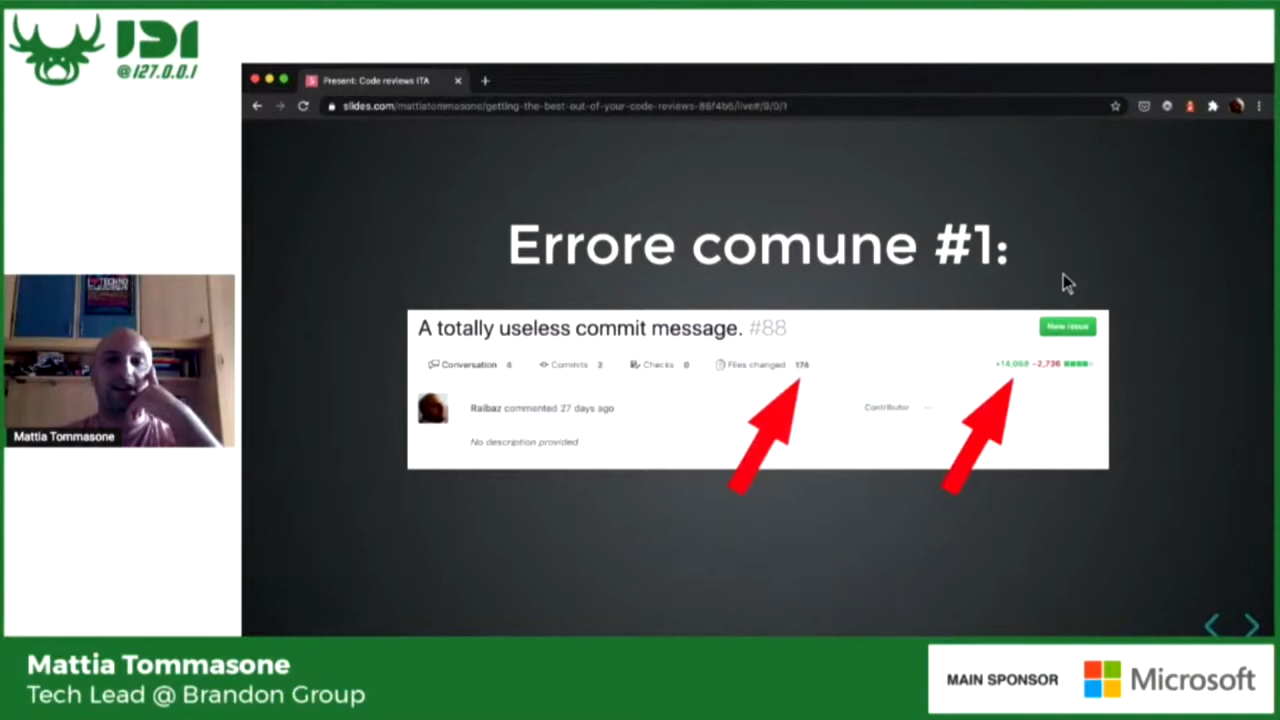 IDI
@127.0.0.1
Present: Code reviews ITA
slides.com/mattiatommasone/getting-the-best-out-of-your-code-reviews-86f4b6/live#/9/0/1
Errore comune #1:
A totally useless commit message. #88
New issue
Conversation 4
Commits 2
Checks 0
Files changed 174
+14,068 −2,736
Raibaz commented 27 days ago
Contributor
No description provided
Mattia Tommasone
Mattia Tommasone
Tech Lead @ Brandon Group
MAIN SPONSOR
Microsoft